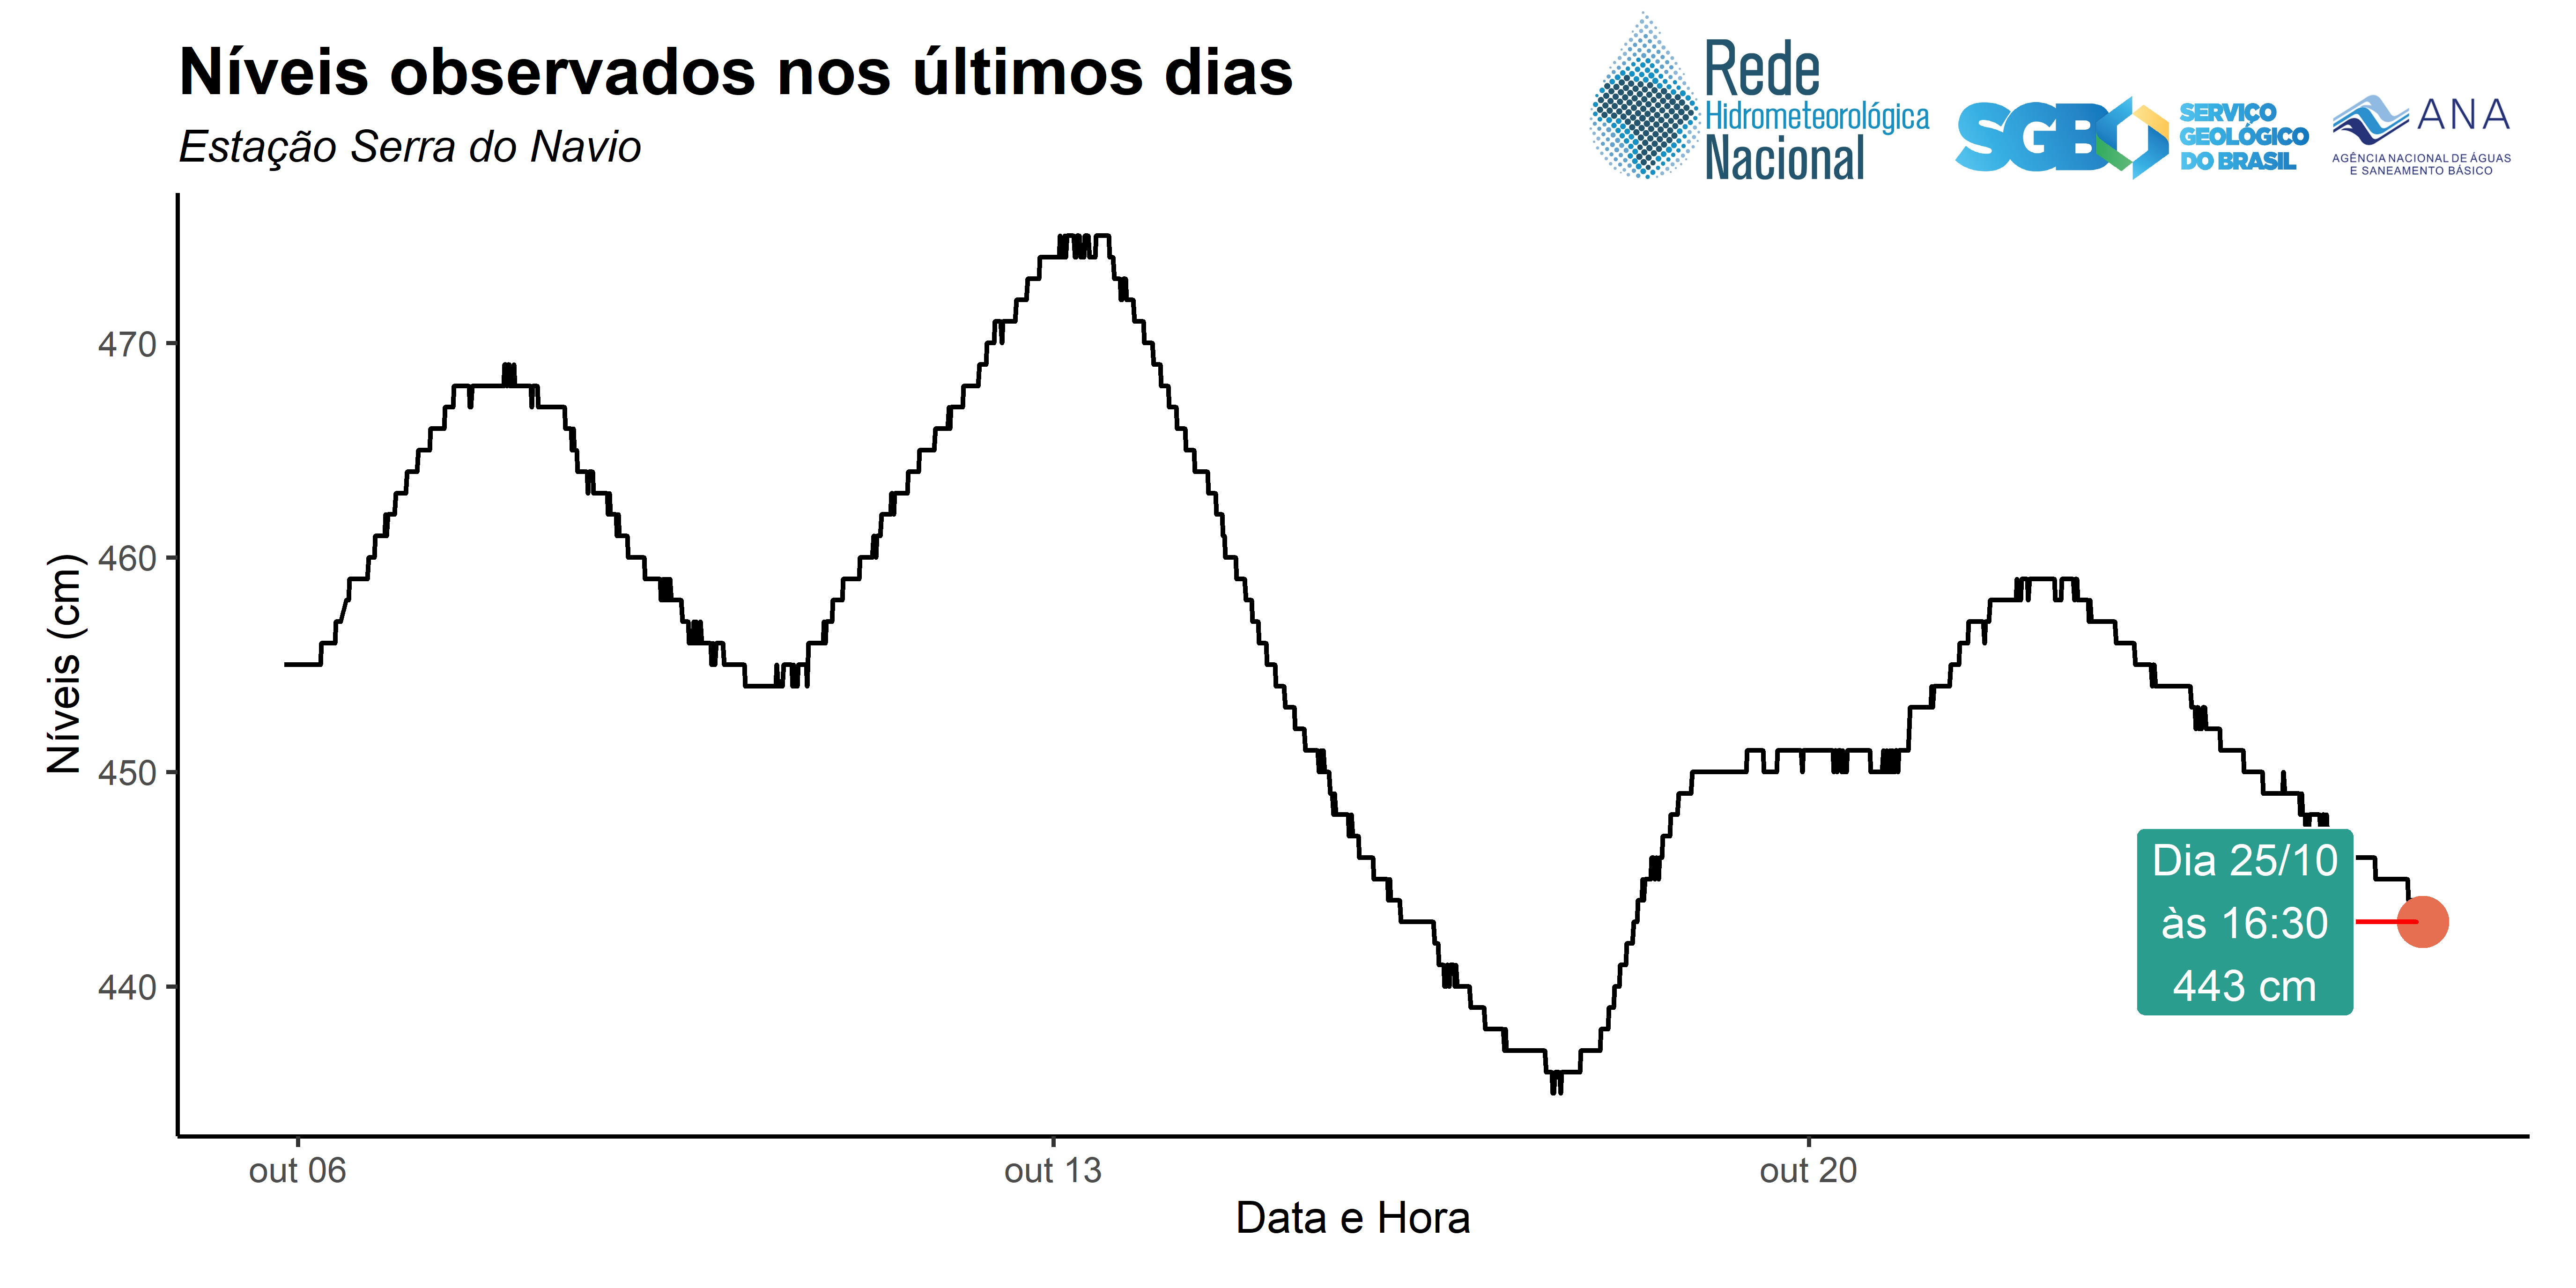 Níveis observados nos últimos dias
Estação Serra do Navio
Rede
Hidrometeorológica
Nacional
SGB
SERVIÇO
GEOLÓGICO
DO BRASIL
ANA
AGÊNCIA NACIONAL DE ÁGUAS
E SANEAMENTO BÁSICO
Níveis (cm)
470
460
450
440
Dia 25/10
às 16:30
443 cm
out 06
out 13
out 20
Data e Hora